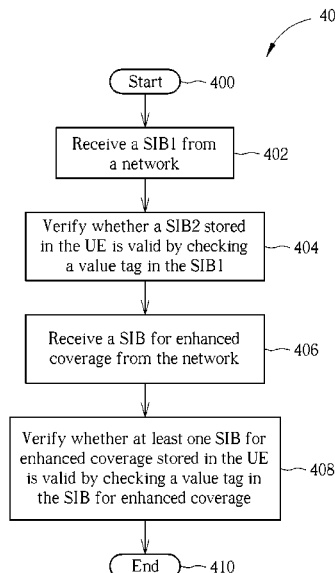 40
Start
400
Receive a SIB1 from
a network
402
Verify whether a SIB2 stored
in the UE is valid by checking
a value tag in the SIB1
404
Receive a SIB for enhanced
coverage from the network
406
Verify whether at least one SIB for
enhanced coverage stored in the UE
is valid by checking a value tag in
the SIB for enhanced coverage
408
End
410